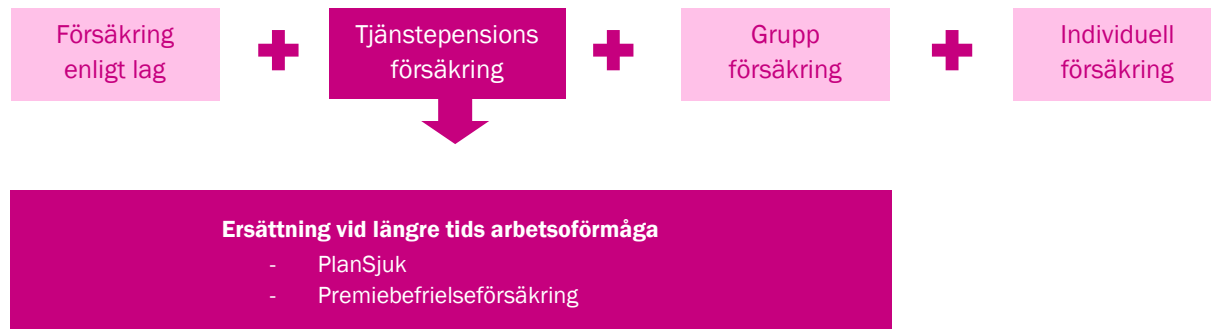 Försäkring
enligt lag
Tjänstepensions
försäkring
Grupp
försäkring
Individuell
försäkring
Ersättning vid längre tids arbetsoförmåga
- PlanSjuk
- Premiebefrielseförsäkring